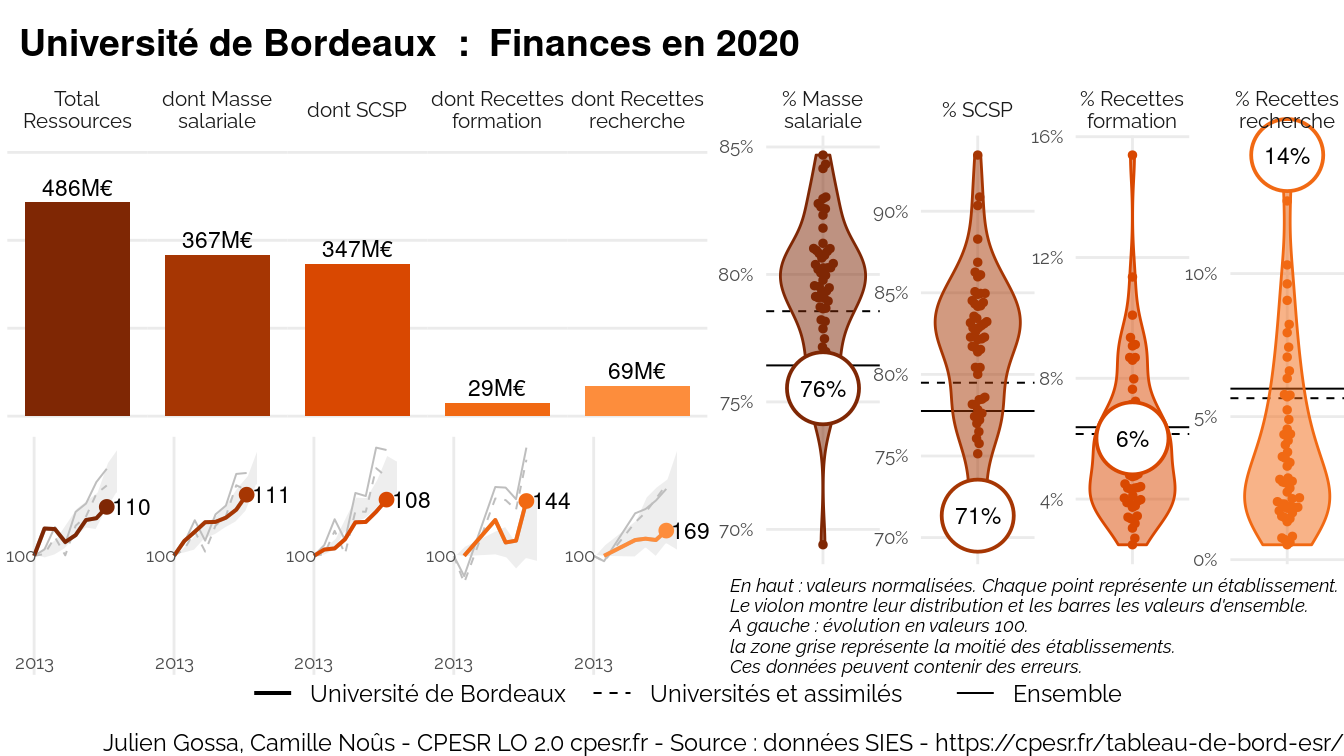 Université de Bordeaux : Finances en 2020
Total
Ressources
dont Masse
salariale
dont SCSP
dont Recettes
formation
dont Recettes
recherche
486M€
367M€
347M€
29M€
69M€
100
110
2013
100
111
2013
100
108
2013
100
144
2013
100
169
2013
% Masse
salariale
85%
80%
75%
70%
76%
% SCSP
90%
85%
80%
75%
70%
71%
% Recettes
formation
16%
12%
8%
4%
6%
% Recettes
recherche
14%
10%
5%
0%
En haut : valeurs normalisées. Chaque point représente un établissement.
Le violon montre leur distribution et les barres les valeurs d'ensemble.
A gauche : évolution en valeurs 100.
la zone grise représente la moitié des établissements.
Ces données peuvent contenir des erreurs.
Université de Bordeaux Universités et assimilés Ensemble
Julien Gossa, Camille Noûs - CPESR LO 2.0 cpesr.fr - Source : données SIES - https://cpesr.fr/tableau-de-bord-esr/